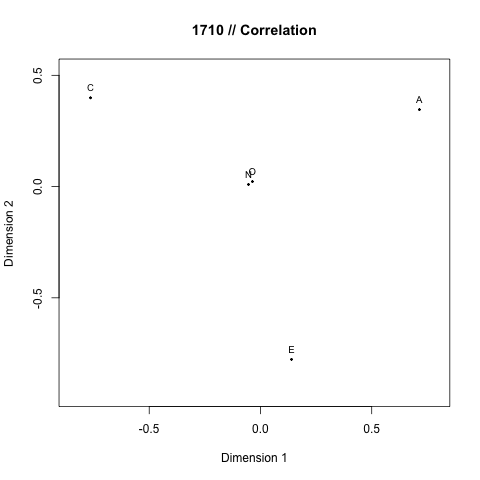 1710 // Correlation
0.5
C
A
N
O
0.0
Dimension 2
-0.5
E
-0.5
0.0
0.5
Dimension 1